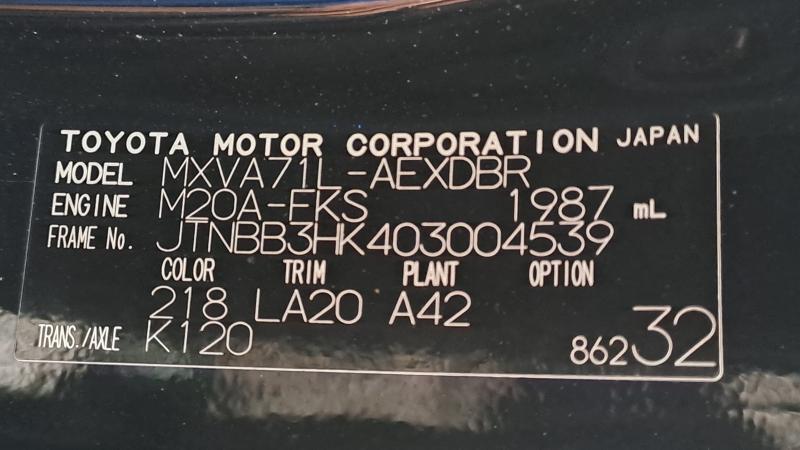 TOYOTA MOTOR CORPORATION JAPAN
MODEL MXVA71L-AEXDBR
ENGINE M20A-FKS 1987 mL
FRAME No. JTNBB3HK403004539
COLOR TRIM PLANT OPTION
218 LA20 A42
TRANS./AXLE K120
86232